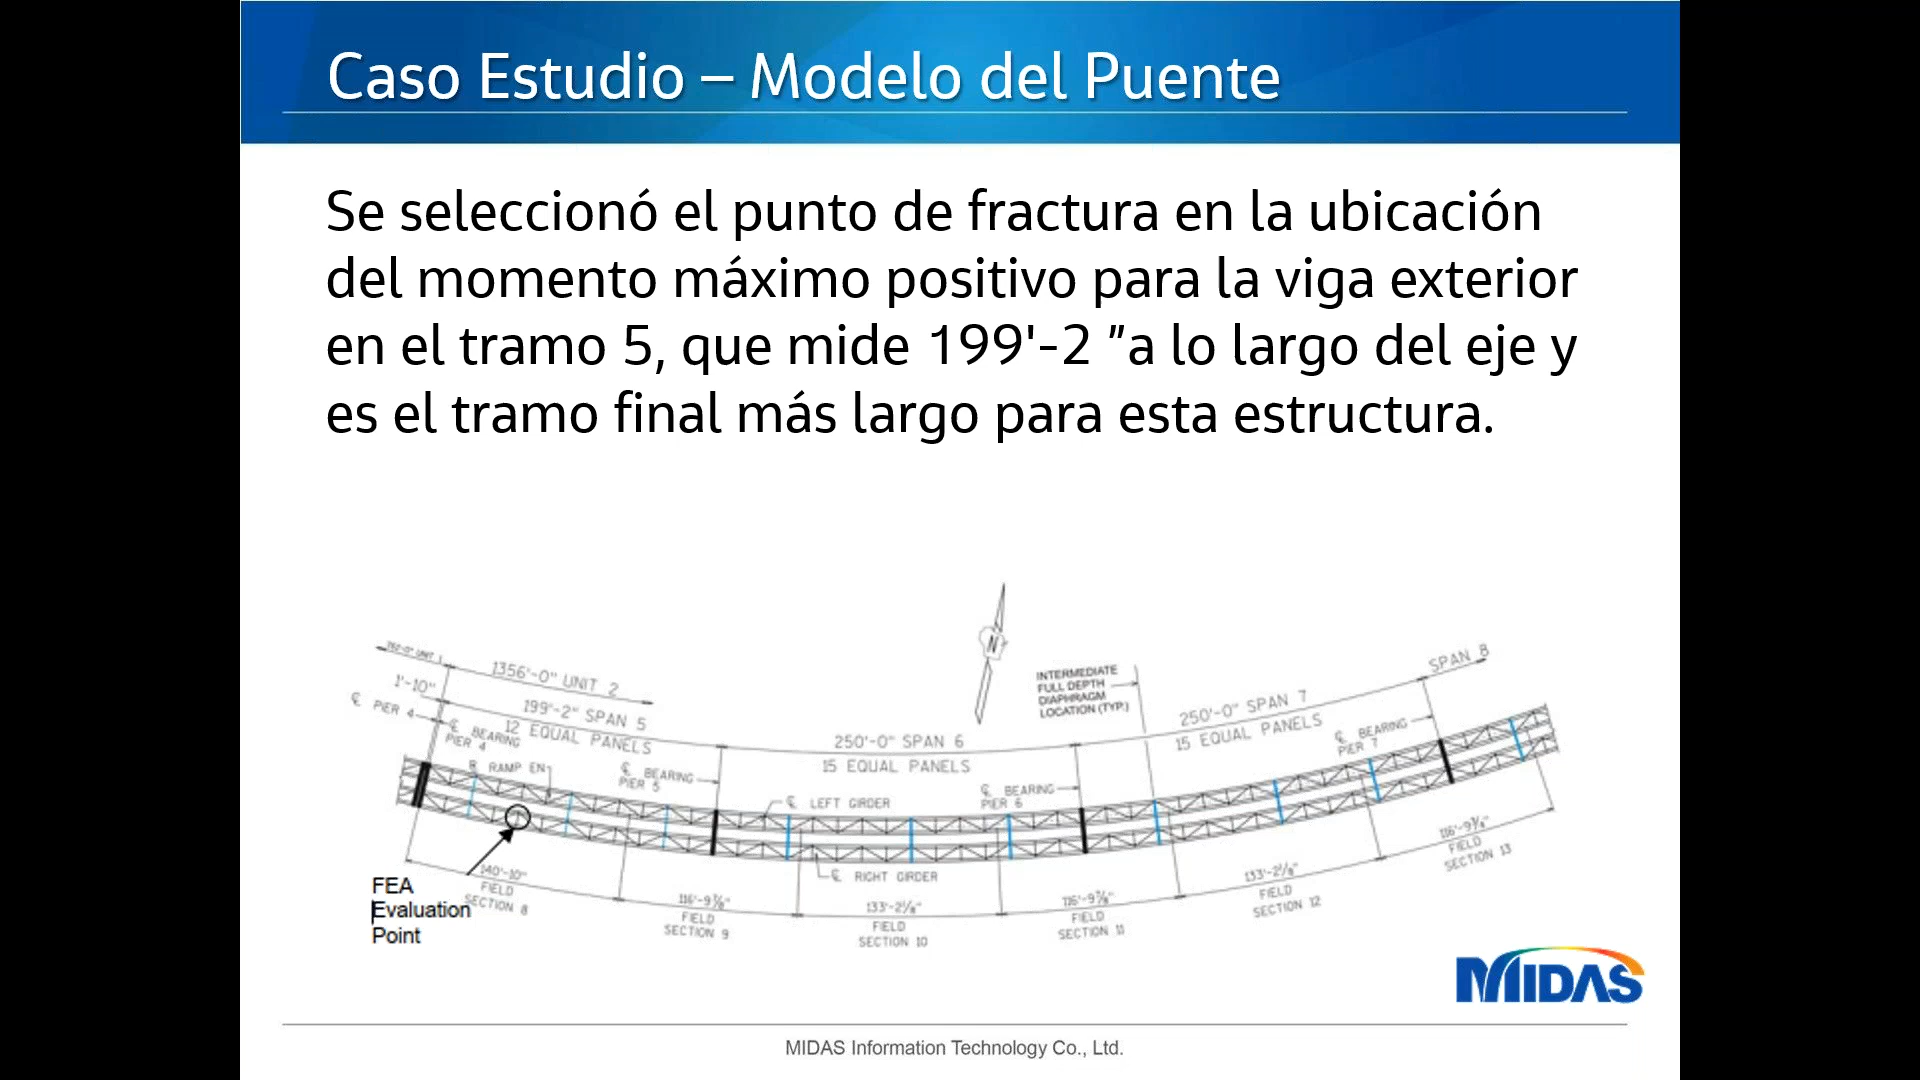 Caso Estudio – Modelo del Puente
Se seleccionó el punto de fractura en la ubicación
del momento máximo positivo para la viga exterior
en el tramo 5, que mide 199'-2 ”a lo largo del eje y
es el tramo final más largo para esta estructura.
N
UNIT 1
1356'-0" UNIT 2
1'-10"
199'-2" SPAN 5
12 EQUAL PANELS
℄ PIER 4
℄ BEARING
PIER 4
RAMP EN
℄ BEARING
PIER 5
250'-0" SPAN 6
15 EQUAL PANELS
℄ LEFT GIRDER
℄ BEARING
PIER 6
INTERMEDIATE
FULL DEPTH
DIAPHRAGM
LOCATION (TYP.)
250'-0" SPAN 7
15 EQUAL PANELS
℄ BEARING
PIER 7
SPAN 8
℄ RIGHT GIRDER
FEA
Evaluation
Point
140'-10"
FIELD
SECTION 8
116'-9⅞"
FIELD
SECTION 9
133'-2⅛"
FIELD
SECTION 10
116'-9⅞"
FIELD
SECTION 11
133'-2⅛"
FIELD
SECTION 12
116'-9⅞"
FIELD
SECTION 13
MIDAS
MIDAS Information Technology Co., Ltd.